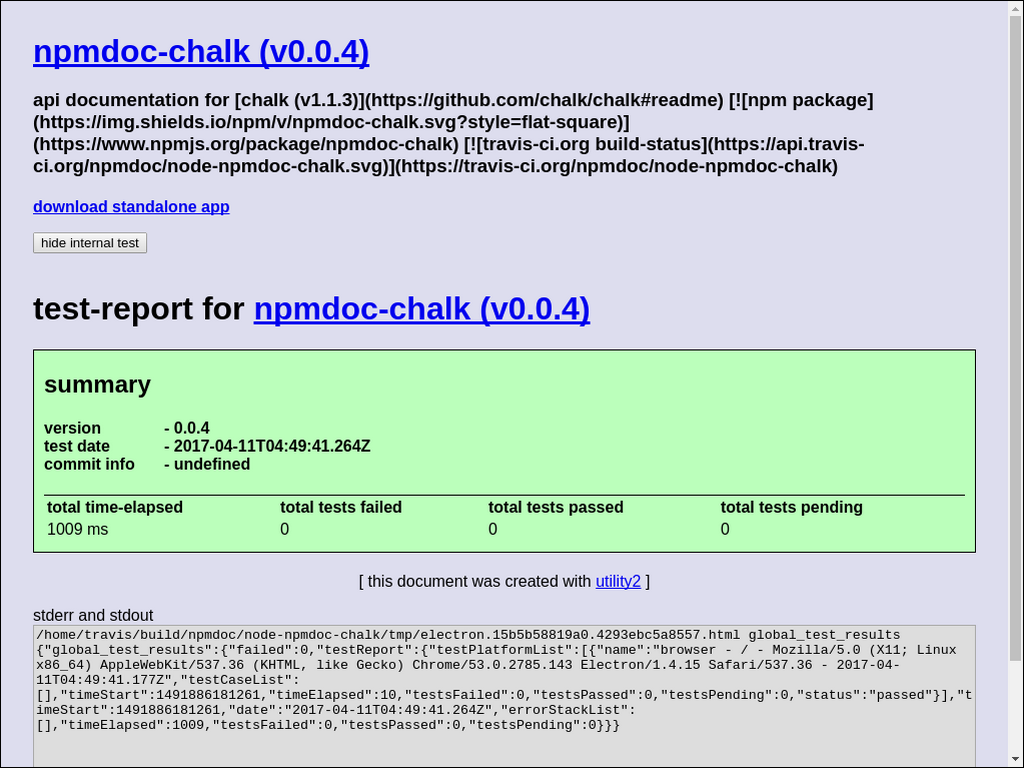 npmdoc-chalk (v0.0.4)
api documentation for [chalk (v1.1.3)](https://github.com/chalk/chalk#readme) [![npm package]
(https://img.shields.io/npm/v/npmdoc-chalk.svg?style=flat-square)]
(https://www.npmjs.org/package/npmdoc-chalk) [![travis-ci.org build-status](https://api.travis-
ci.org/npmdoc/node-npmdoc-chalk.svg)](https://travis-ci.org/npmdoc/node-npmdoc-chalk)
download standalone app
hide internal test
test-report for npmdoc-chalk (v0.0.4)
summary
version - 0.0.4
test date - 2017-04-11T04:49:41.264Z
commit info - undefined
total time-elapsed total tests failed total tests passed total tests pending
1009 ms 0 0 0
[ this document was created with utility2 ]
stderr and stdout
/home/travis/build/npmdoc/node-npmdoc-chalk/tmp/electron.15b5b58819a0.4293ebc5a8557.html global_test_results
{"global_test_results":{"failed":0,"testReport":{"testPlatformList":[{"name":"browser - / - Mozilla/5.0 (X11; Linux
x86_64) AppleWebKit/537.36 (KHTML, like Gecko) Chrome/53.0.2785.143 Electron/1.4.15 Safari/537.36 - 2017-04-
11T04:49:41.177Z","testCaseList":
[],"timeStart":1491886181261,"timeElapsed":10,"testsFailed":0,"testsPassed":0,"testsPending":0,"status":"passed"}],"t
imeStart":1491886181261,"date":"2017-04-11T04:49:41.264Z","errorStackList":
[],"timeElapsed":1009,"testsFailed":0,"testsPassed":0,"testsPending":0}}}